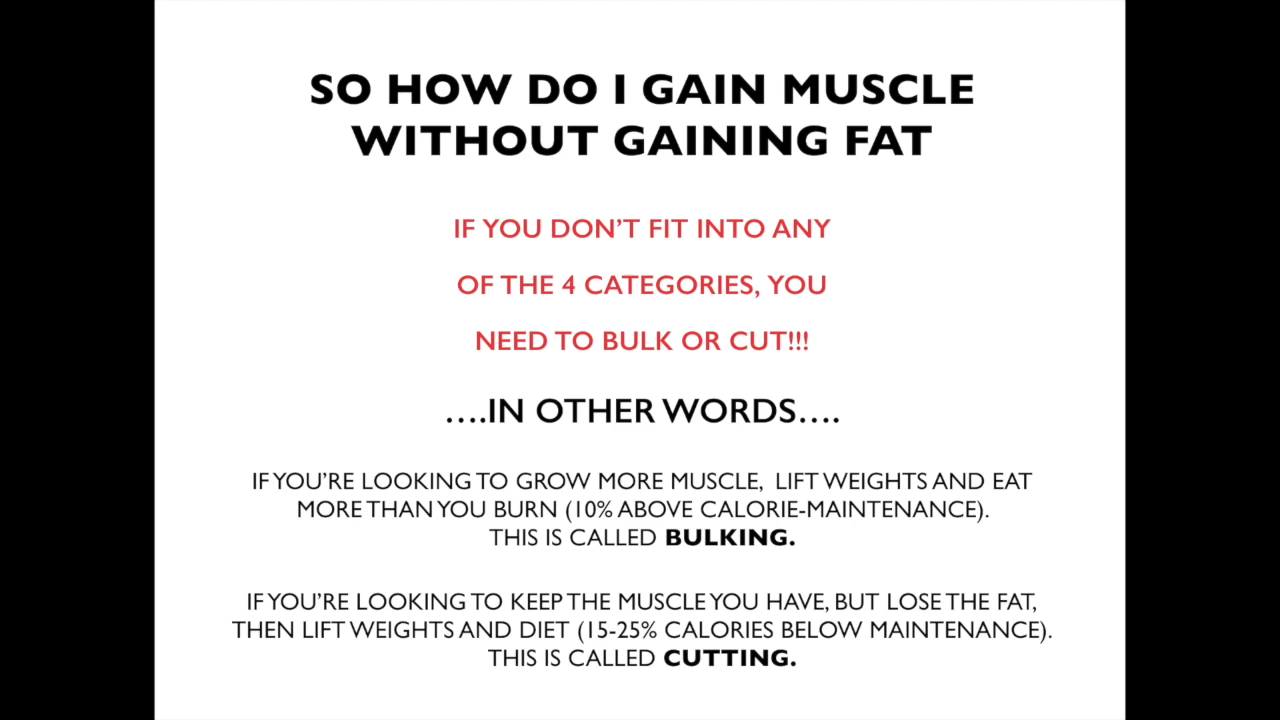 SO HOW DO I GAIN MUSCLE
WITHOUT GAINING FAT
IF YOU DON’T FIT INTO ANY
OF THE 4 CATEGORIES, YOU
NEED TO BULK OR CUT!!!
….IN OTHER WORDS….
IF YOU’RE LOOKING TO GROW MORE MUSCLE, LIFT WEIGHTS AND EAT
MORE THAN YOU BURN (10% ABOVE CALORIE-MAINTENANCE).
THIS IS CALLED BULKING.
IF YOU’RE LOOKING TO KEEP THE MUSCLE YOU HAVE, BUT LOSE THE FAT,
THEN LIFT WEIGHTS AND DIET (15-25% CALORIES BELOW MAINTENANCE).
THIS IS CALLED CUTTING.